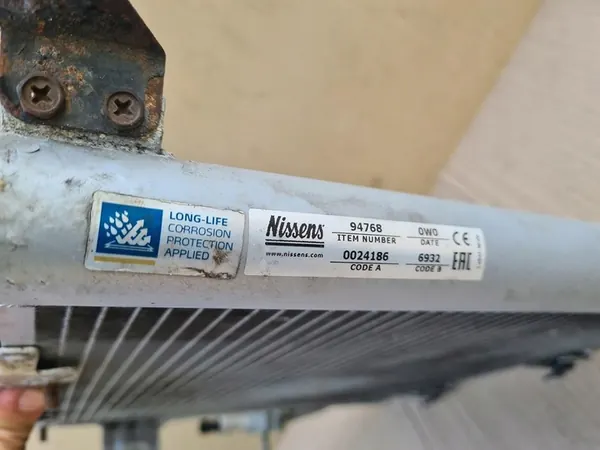 LONG-LIFE
CORROSION
PROTECTION
APPLIED
Nissens
www.nissens.com
94768
ITEM NUMBER
0W0
DATE
0024186
CODE A
6932
CODE B
CE
EAC